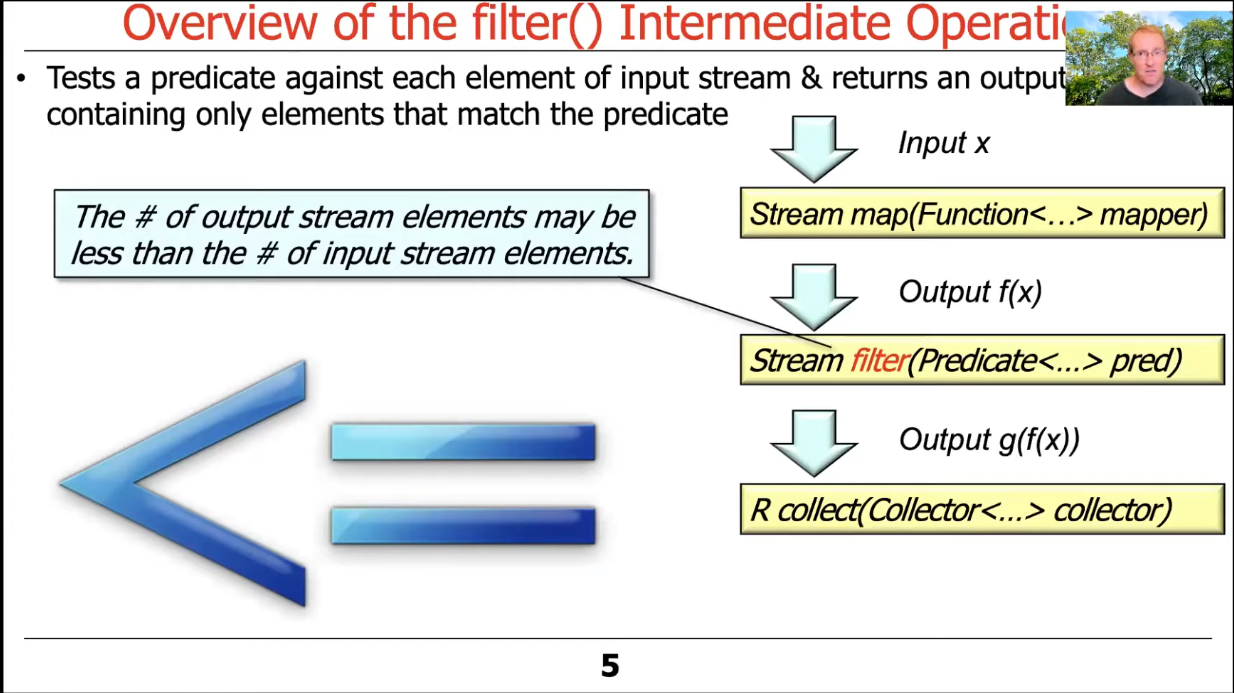 Overview of the filter() Intermediate
• Tests a predicate against each element of input stream & returns an output
containing only elements that match the predicate
Input x
Stream map(Function<...> mapper)
The # of output stream elements may be
less than the # of input stream elements.
Output f(x)
Stream filter(Predicate<...> pred)
<=
Output g(f(x))
R collect(Collector<...> collector)
5